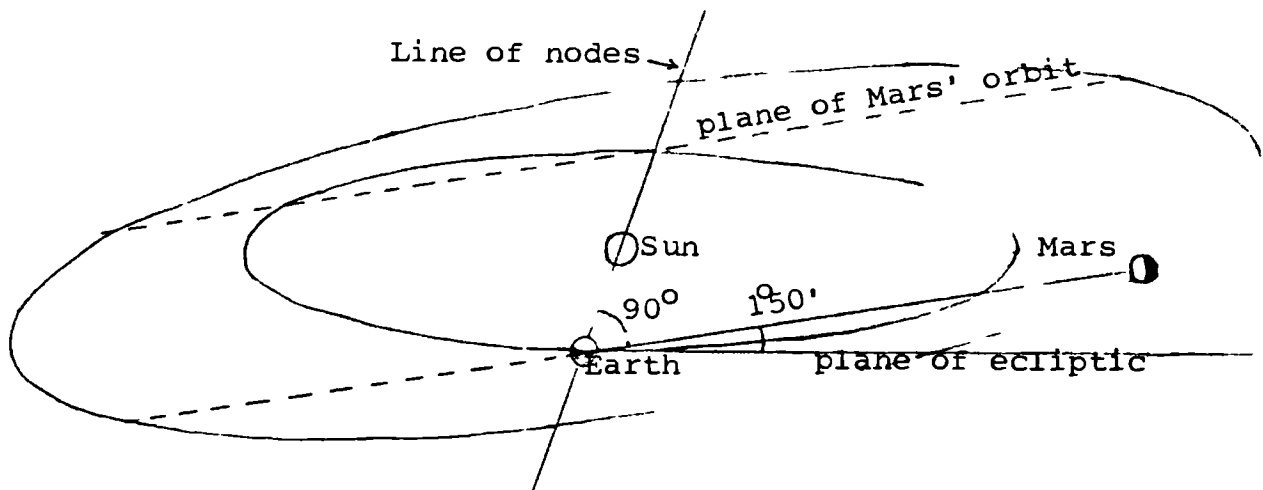 Line of nodes
plane of Mars' orbit
Sun
Mars
90°
1°50'
Earth
plane of ecliptic